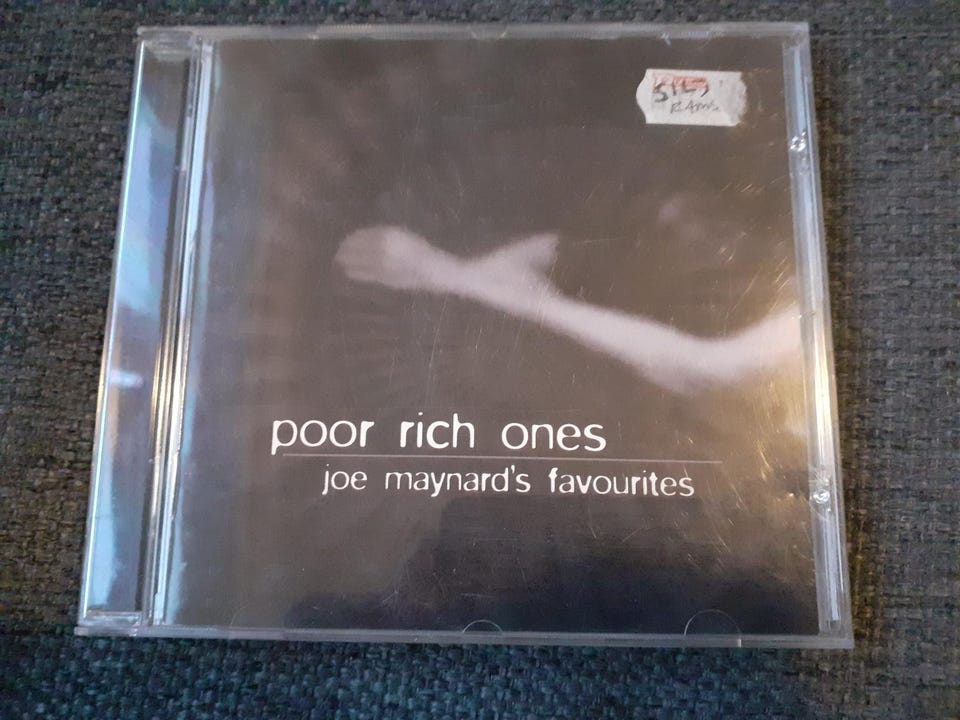 poor rich ones
joe maynard's favourites